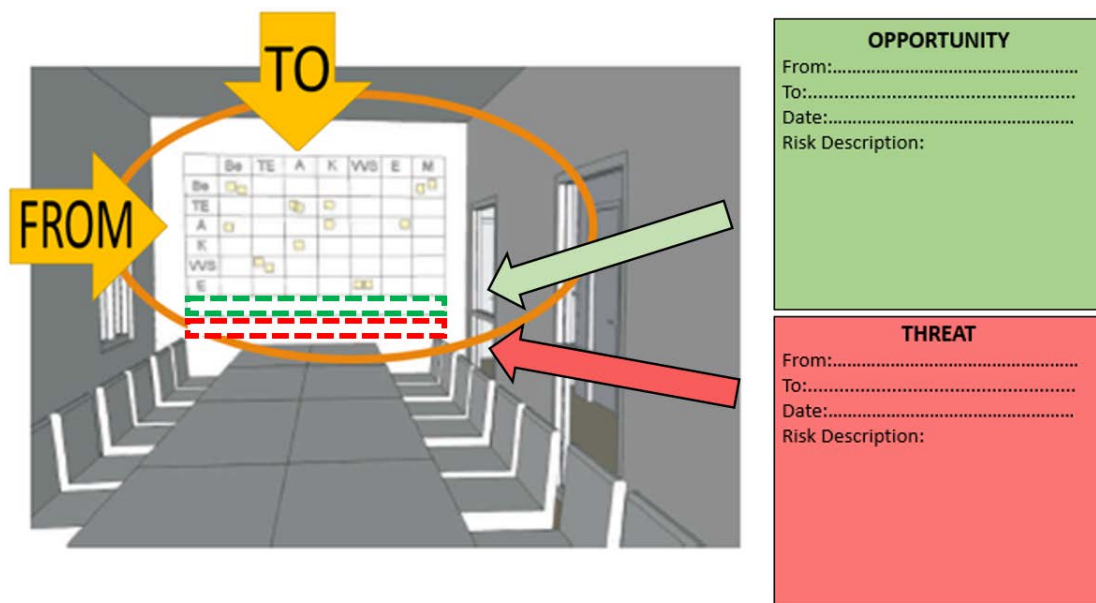 TO
FROM
Be TE A K VVS E M
Be
TE
A
K
VVS
E
OPPORTUNITY
From:....................................................
To:.........................................................
Date:....................................................
Risk Description:
THREAT
From:....................................................
To:.........................................................
Date:....................................................
Risk Description: